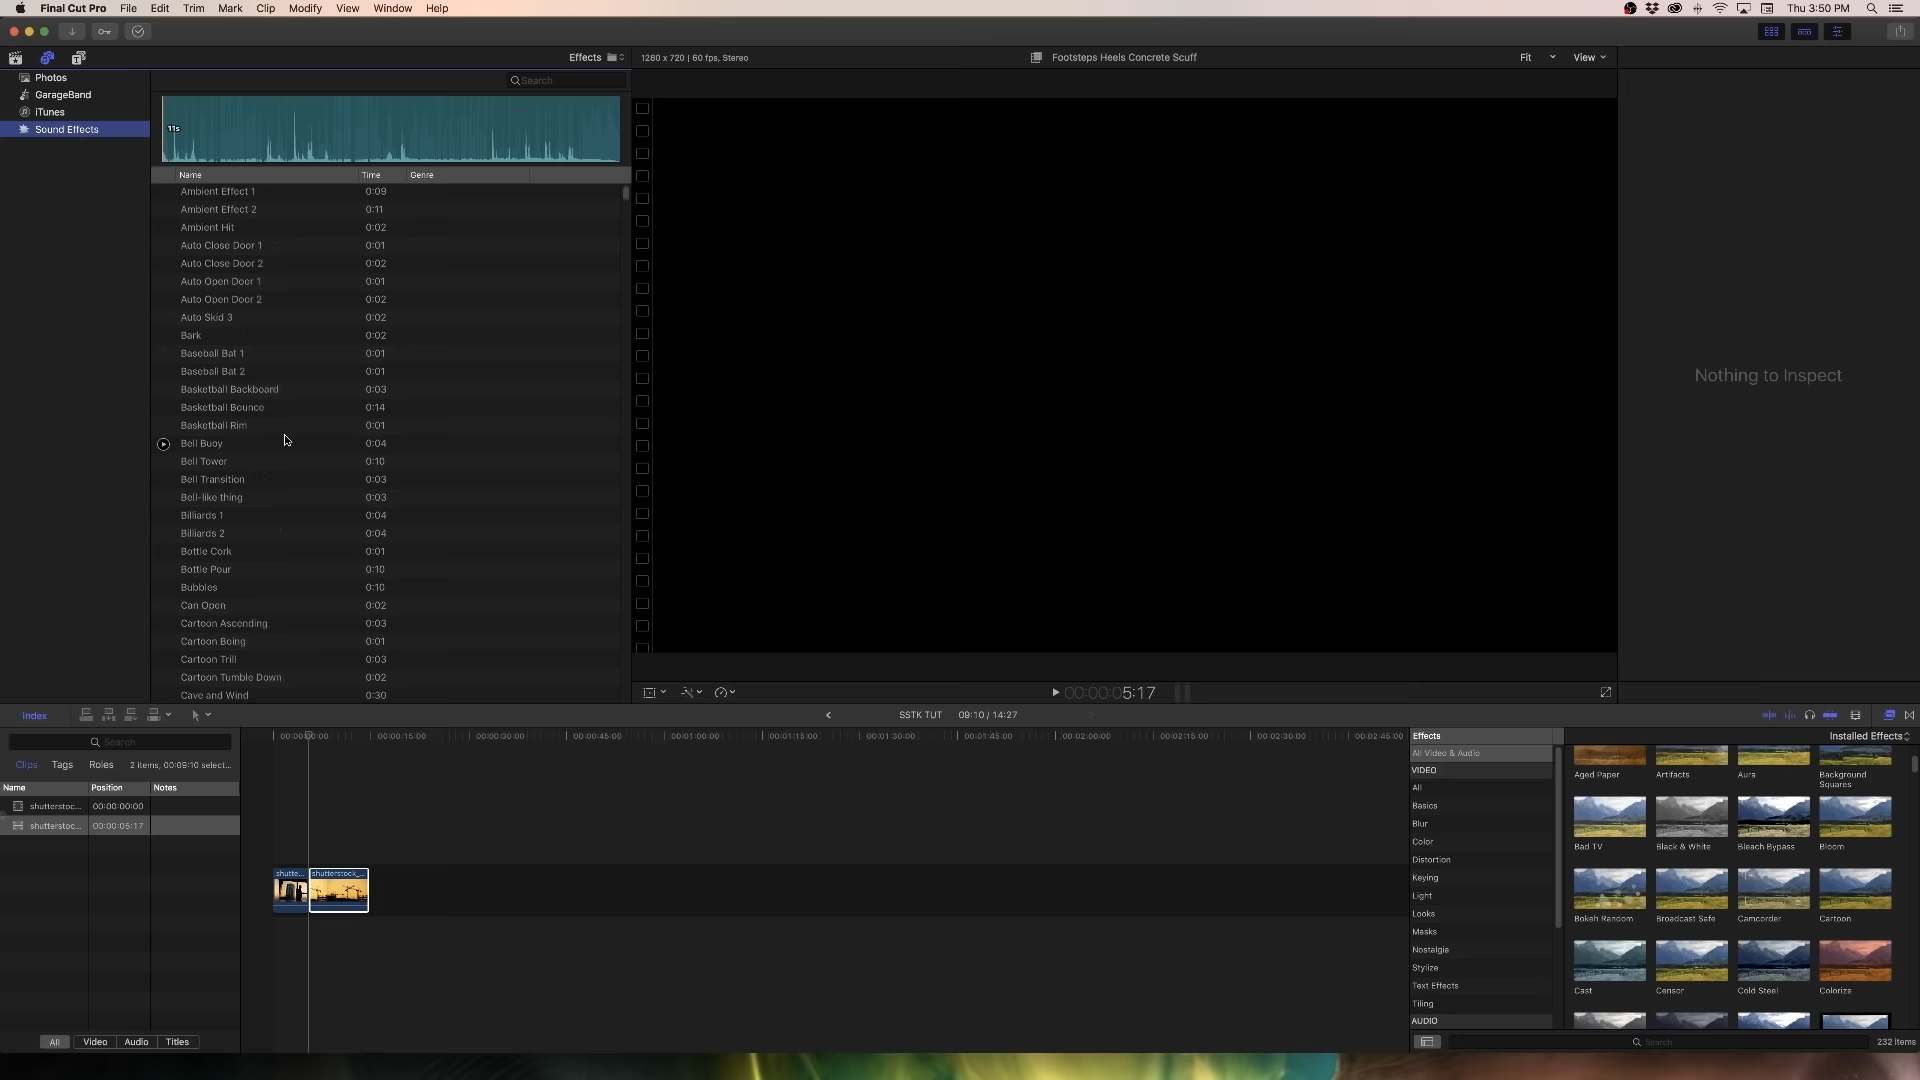 Final Cut Pro File Edit Trim Mark Clip Modify View Window Help Thu 3:50 PM
Effects 1280 x 720 | 60 fps, Stereo Footsteps Heels Concrete Scuff Fit View
Photos
GarageBand
iTunes
Sound Effects
Search
11s
Name Time Genre
Ambient Effect 1 0:09
Ambient Effect 2 0:11
Ambient Hit 0:02
Auto Close Door 1 0:01
Auto Close Door 2 0:02
Auto Open Door 1 0:01
Auto Open Door 2 0:02
Auto Skid 3 0:02
Bark 0:02
Baseball Bat 1 0:01
Baseball Bat 2 0:01
Basketball Backboard 0:03
Basketball Bounce 0:14
Basketball Rim 0:01
Bell Buoy 0:04
Bell Tower 0:10
Bell Transition 0:03
Bell-like thing 0:03
Billiards 1 0:04
Billiards 2 0:04
Bottle Cork 0:01
Bottle Pour 0:10
Bubbles 0:10
Can Open 0:02
Cartoon Ascending 0:03
Cartoon Boing 0:01
Cartoon Trill 0:03
Cartoon Tumble Down 0:02
Cave and Wind 0:30
Nothing to Inspect
00:00:05:17
Index SSTK TUT 09:10 / 14:27
Search
Clips Tags Roles 2 items, 00:09:10 select...
Name Position Notes
shutterstoc... 00:00:00:00
shutterstoc... 00:00:05:17
All Video Audio Titles
00:00:00:00 00:00:15:00 00:00:30:00 00:00:45:00 00:01:00:00 00:01:15:00 00:01:30:00 00:01:45:00 00:02:00:00 00:02:15:00 00:02:30:00 00:02:45:00
shutte... shutterstock_...
Effects Installed Effects
All Video & Audio
VIDEO
All
Basics
Blur
Color
Distortion
Keying
Light
Looks
Masks
Nostalgia
Stylize
Text Effects
Tiling
AUDIO
Aged Paper Artifacts Aura Background Squares
Bad TV Black & White Bleach Bypass Bloom
Bokeh Random Broadcast Safe Camcorder Cartoon
Cast Censor Cold Steel Colorize
Search 232 items